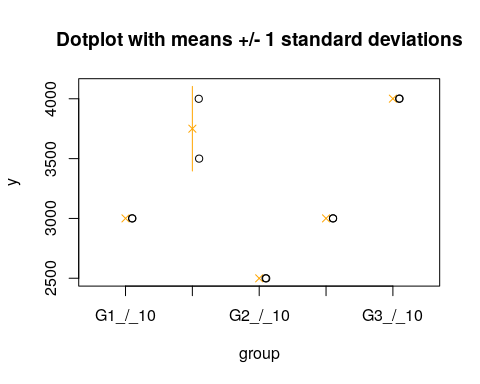 Dotplot with means +/- 1 standard deviations
4000
3500
3000
2500
y
G1_/_10 G2_/_10 G3_/_10
group